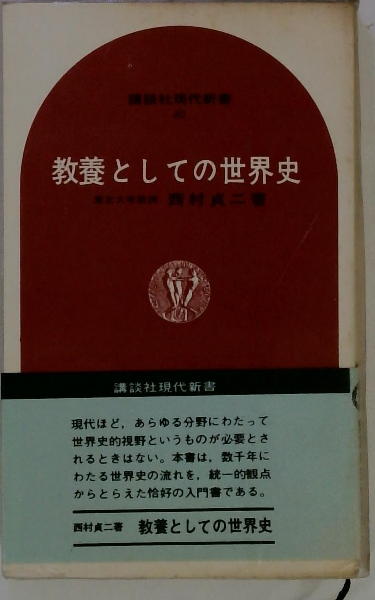 講談社現代新書
教養としての世界史
西村貞二著
講談社現代新書
現代ほど，あらゆる分野にわたって
世界史的視野というものが必要とさ
れるときはない。本書は，数千年に
わたる世界史の流れを，統一的観点
からとらえた恰好の入門書である。
西村貞二著 教養としての世界史